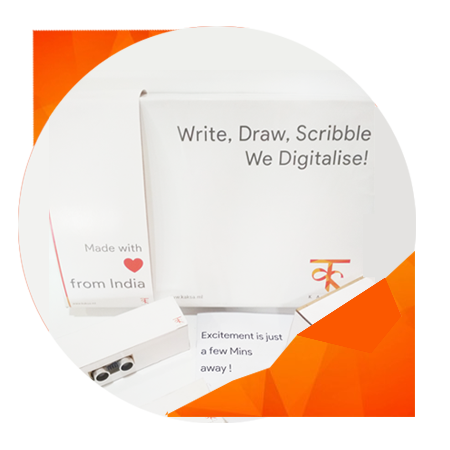 Write, Draw, Scribble
We Digitalise!
Made with
from India
Excitement is just
a few Mins
away !